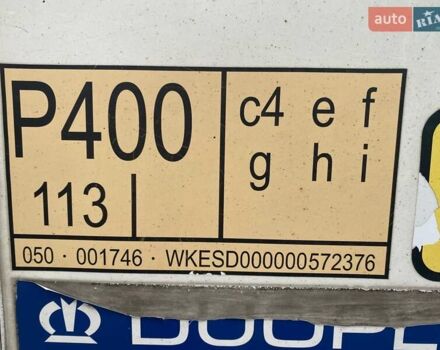 auto RIA
P400
c4 e f
113
g h i
050 · 001746 · WKESD000000572376